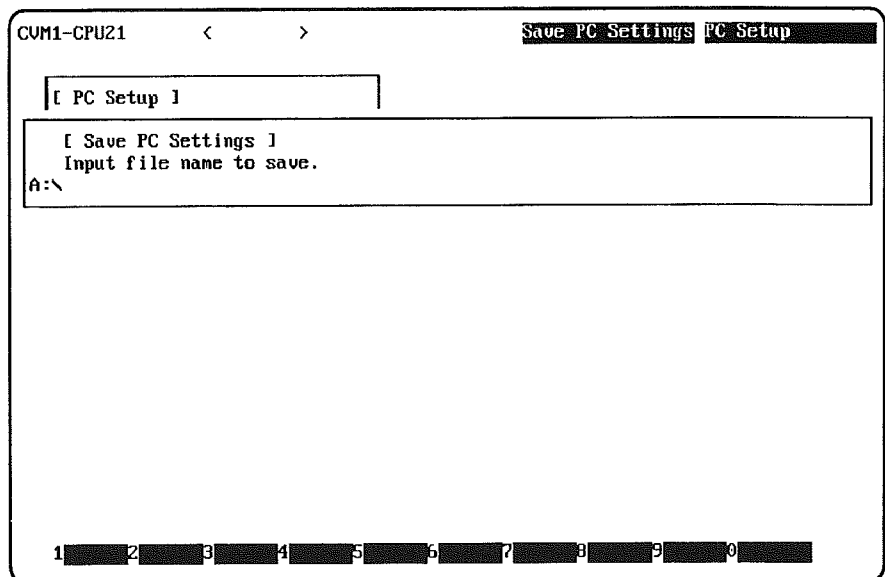 CVM1-CPU21 < > Save PC Settings PC Setup
[ PC Setup ]
[ Save PC Settings ]
Input file name to save.
A:\
1 2 3 4 5 6 7 8 9 0